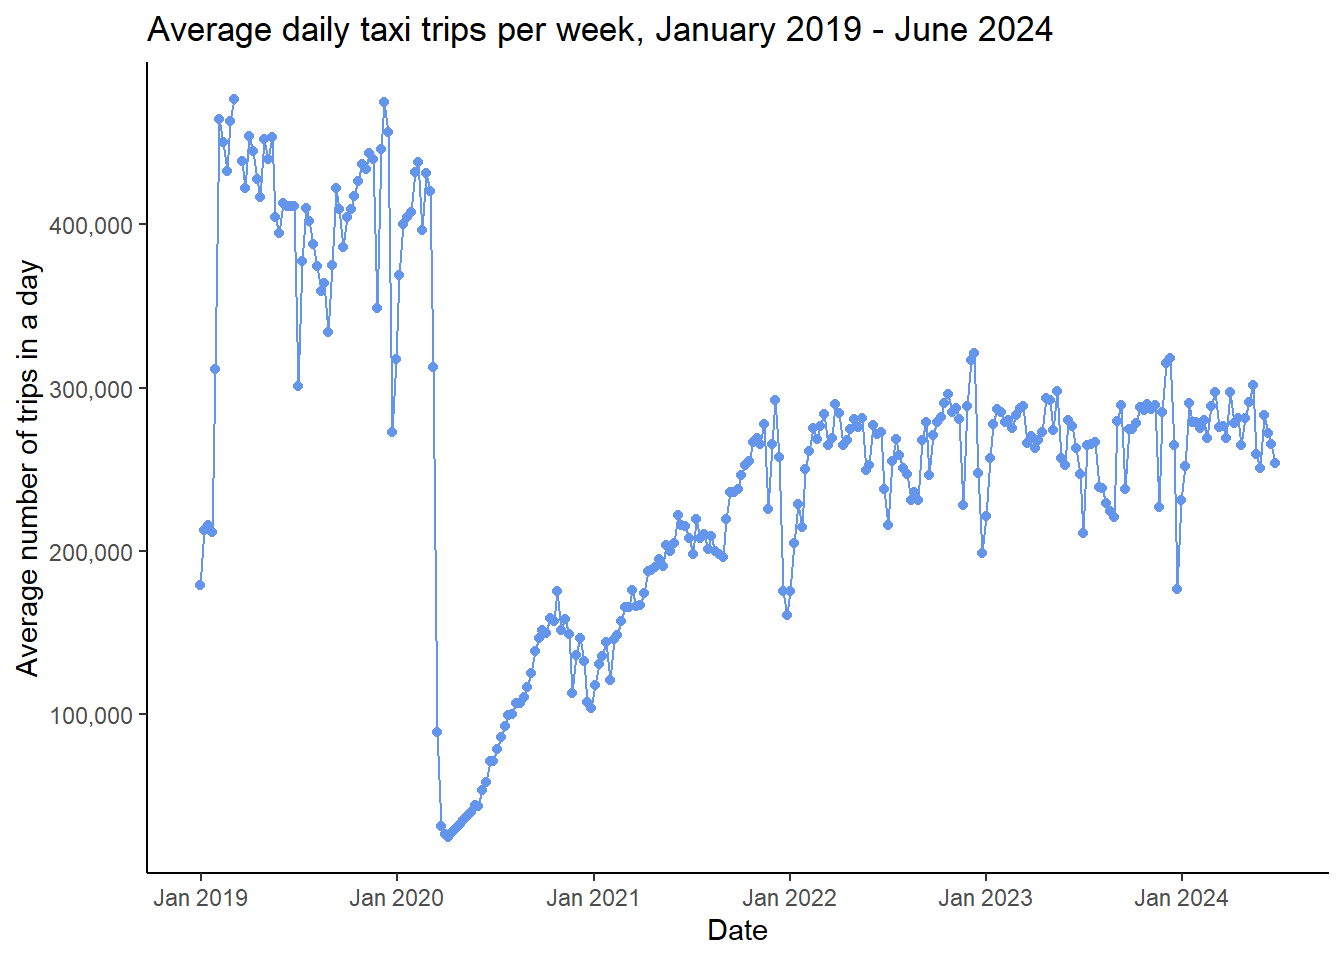 Average daily taxi trips per week, January 2019 - June 2024
Average number of trips in a day
400,000
300,000
200,000
100,000
Jan 2019
Jan 2020
Jan 2021
Jan 2022
Jan 2023
Jan 2024
Date